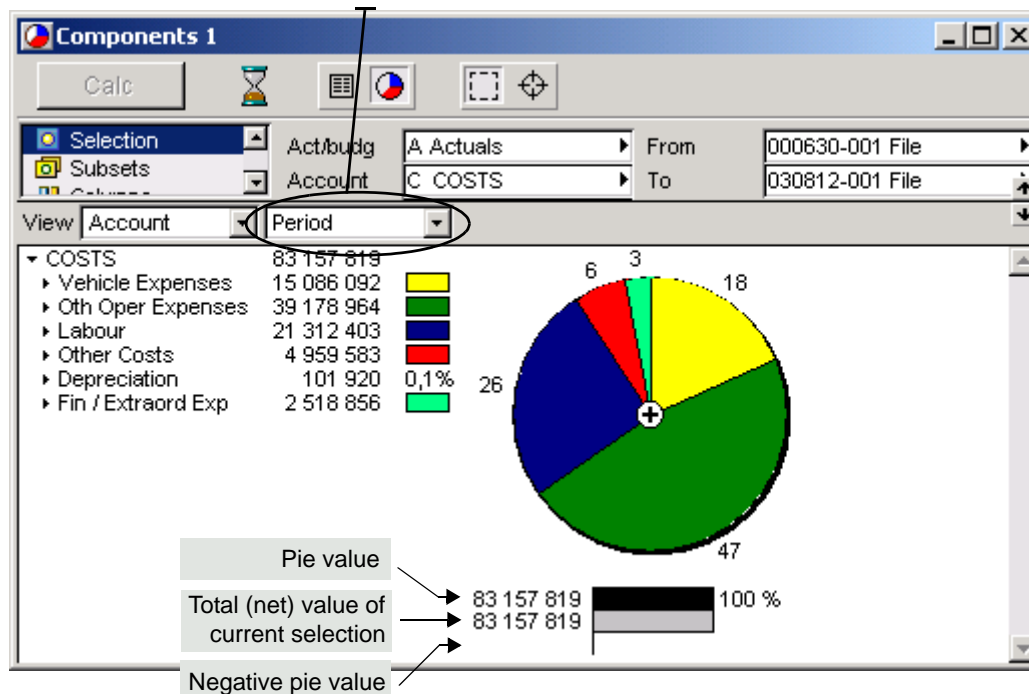 Components 1
Calc
Selection
Subsets
Columns
Act/budg A Actuals From 000630-001 File
Account C COSTS To 030812-001 File
View Account Period
COSTS 83 157 819
Vehicle Expenses 15 086 092
Oth Oper Expenses 39 178 964
Labour 21 312 403
Other Costs 4 959 583
Depreciation 101 920 0,1%
Fin / Extraord Exp 2 518 856
6
3
18
26
47
Pie value
83 157 819 100 %
Total (net) value of
current selection
83 157 819
Negative pie value